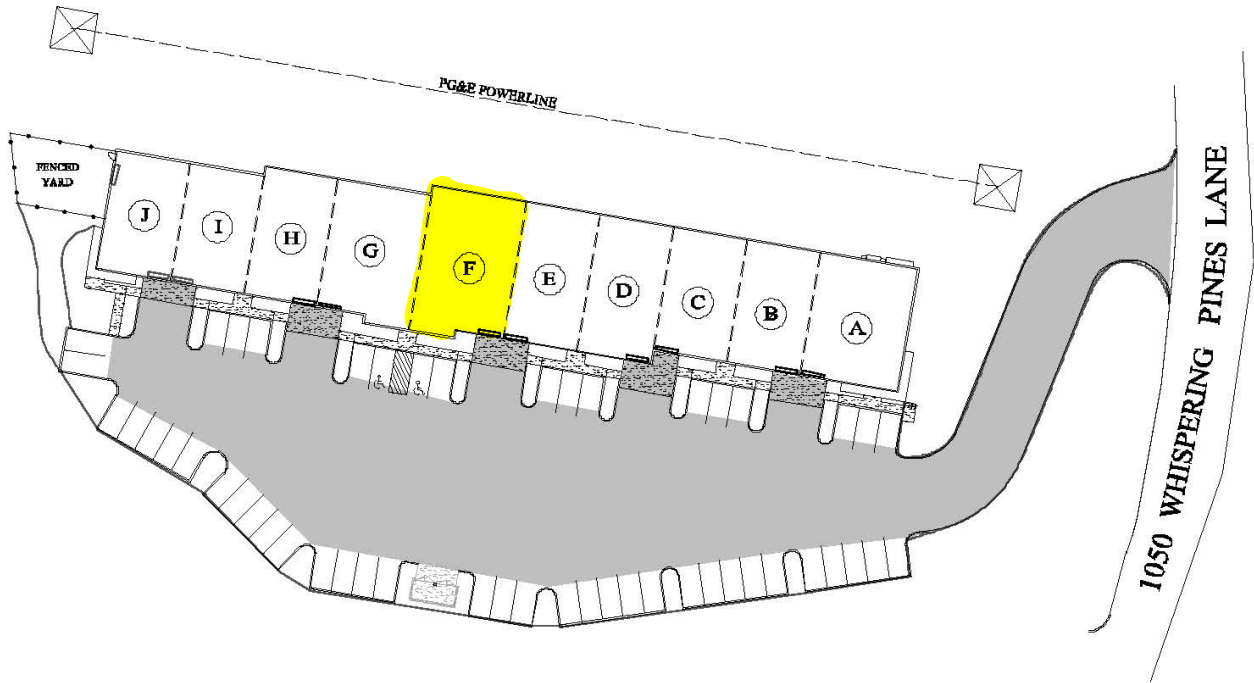 PG&E POWERLINE
FENCED
YARD
J
I
H
G
F
E
D
C
B
A
1050 WHISPERING PINES LANE